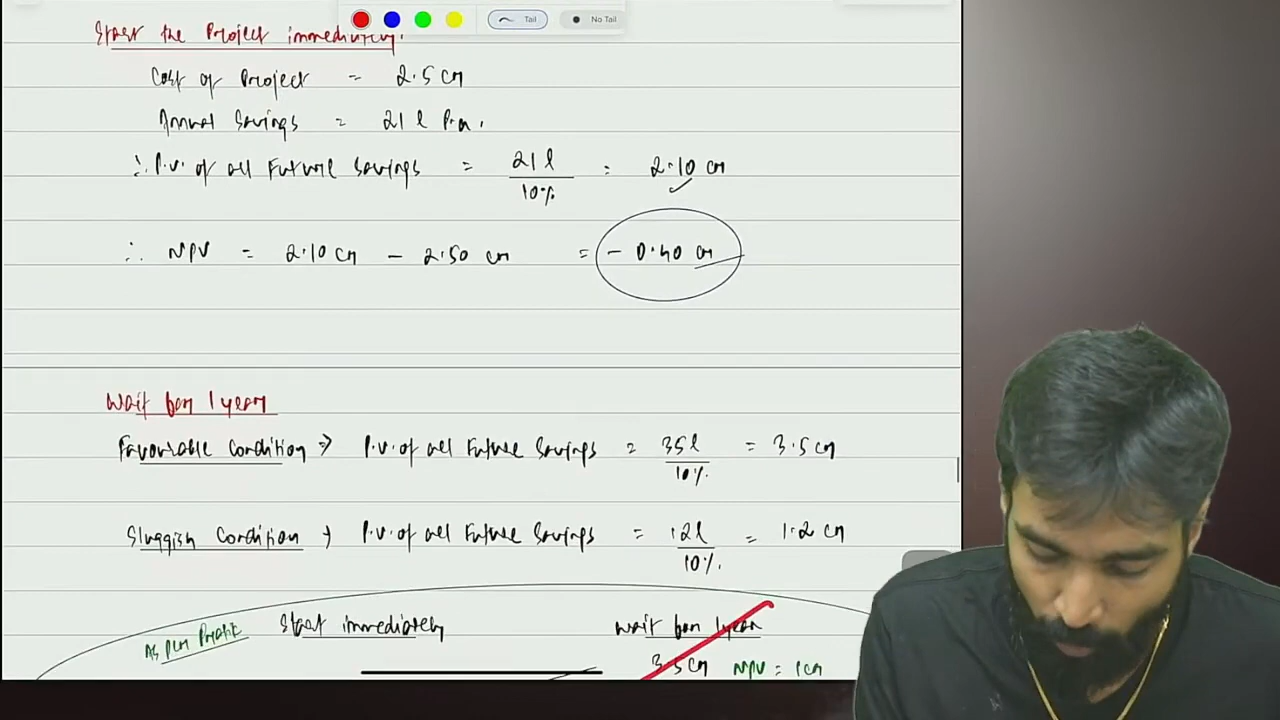 Tail No Tail
Start the Project immediately.
Cost of Project = 2.5 cr
Annual Savings = 21 l P.a.
∴ P.V. of all Future Savings = 21 l / 10% = 2.10 cr
∴ NPV = 2.10 cr - 2.50 cr = - 0.40 cr
Wait for 1 year
Favourable Condition ⇒ P.V. of all Future Savings = 35 l / 10% = 3.5 cr
Sluggish Condition → P.V. of all Future Savings = 12 l / 10% = 1.2 cr
As per Profit Start immediately Wait for 1 year
3.5 cr NPV = 1 cr